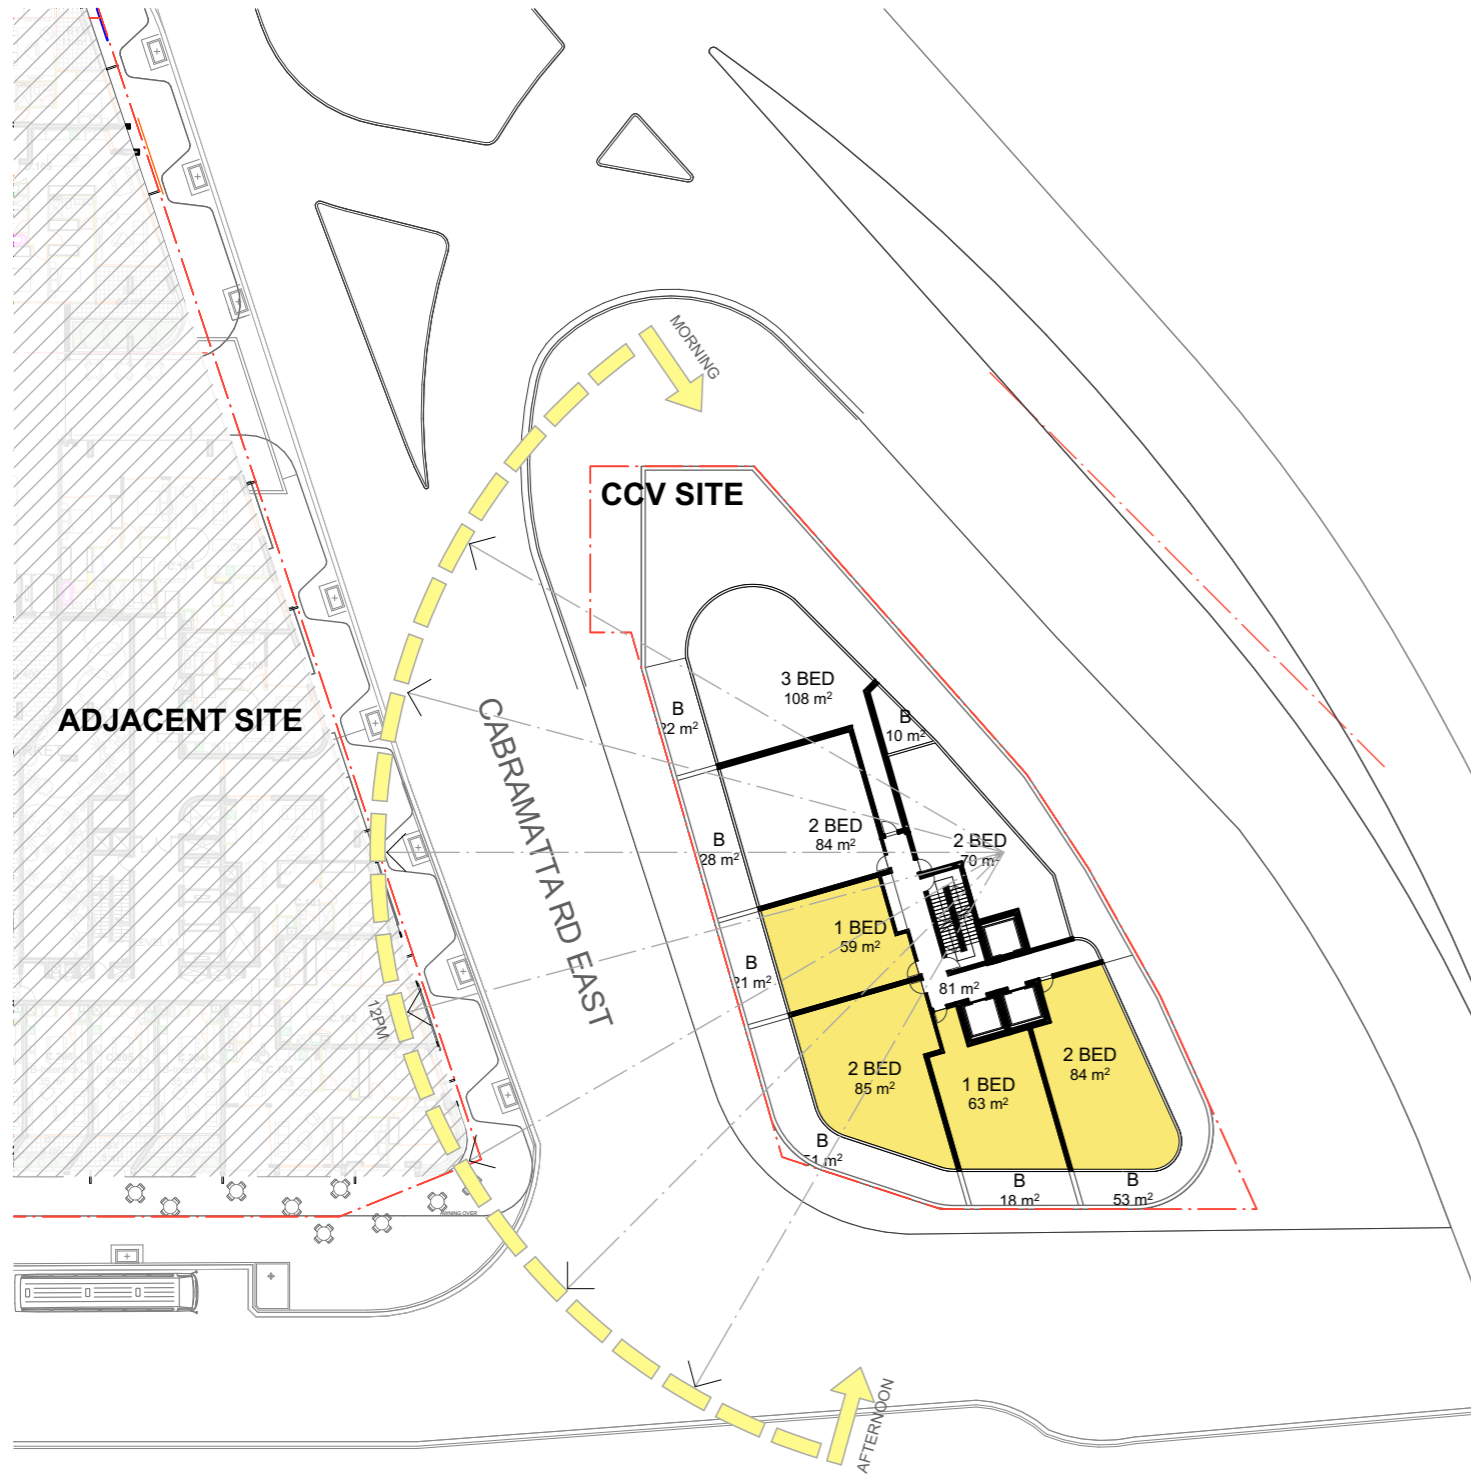 MORNING
CCV SITE
3 BED
108 m²
B
22 m²
B
10 m²
ADJACENT SITE
CABRAMATTA RD EAST
2 BED
84 m²
2 BED
70 m²
B
28 m²
1 BED
59 m²
B
21 m²
81 m²
12PM
2 BED
85 m²
1 BED
63 m²
2 BED
84 m²
B
51 m²
B
18 m²
B
53 m²
AWNING OVER
AFTERNOON